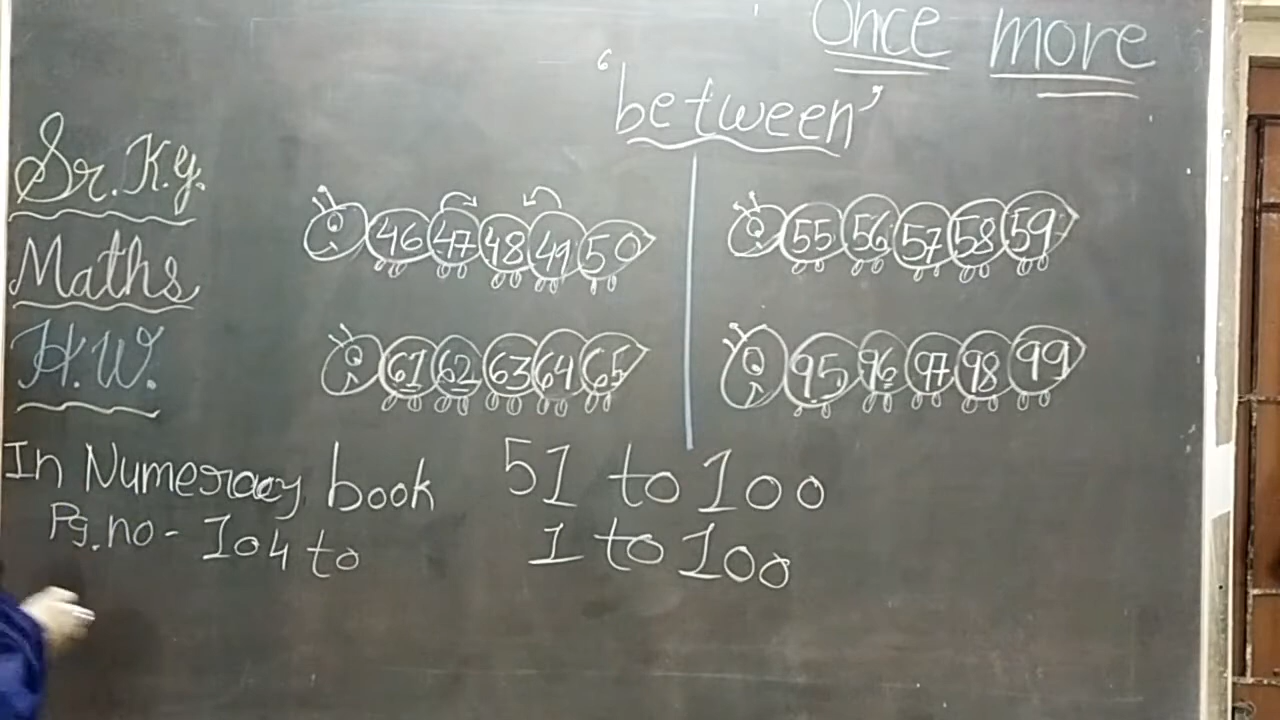 Once more
'between'
Sr. K.g.
Maths
H.W.
46 47 48 49 50
55 56 57 58 59
61 62 63 64 65
95 96 97 98 99
In Numeracy book 51 to 100
Pg. no - 104 to 1 to 100